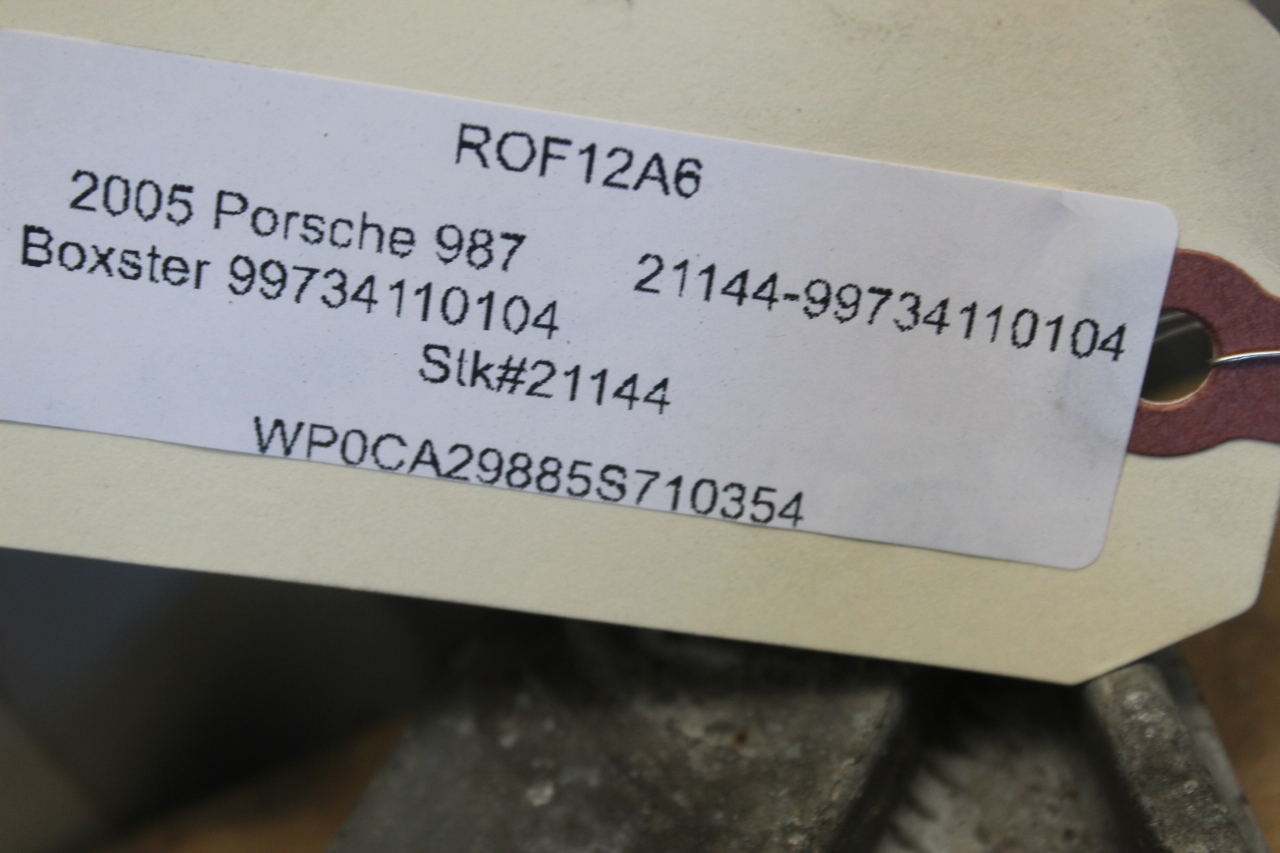 ROF12A6
2005 Porsche 987
Boxster 99734110104
21144-99734110104
Stk#21144
WP0CA29885S710354